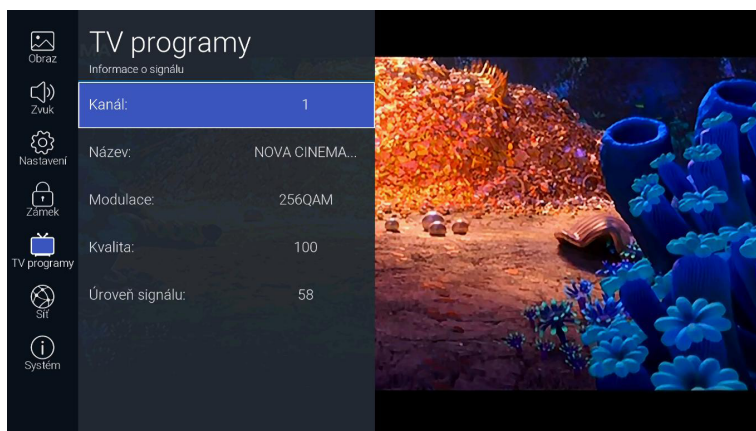 TV programy
Informace o signálu
Obraz
Zvuk
Nastavení
Zámek
TV programy
Síť
Systém
Kanál: 1
Název: NOVA CINEMA...
Modulace: 256QAM
Kvalita: 100
Úroveň signálu: 58